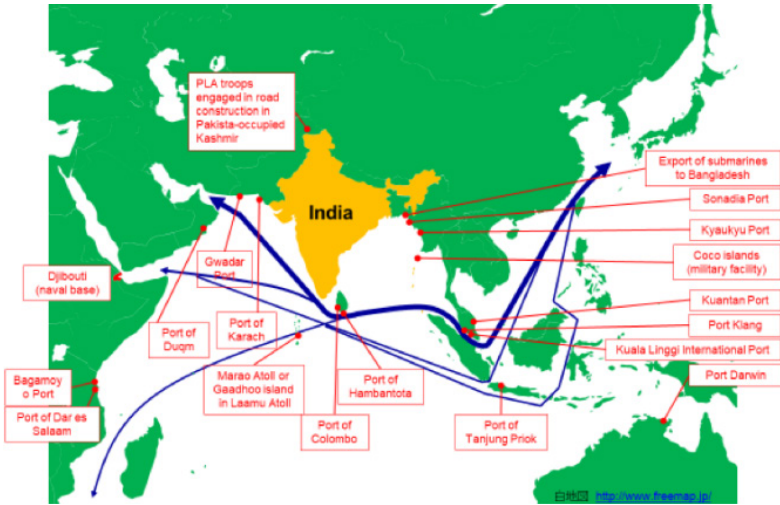 PLA troops
engaged in road
construction in
Pakista-occupied
Kashmir
India
Export of submarines
to Bangladesh
Sonadia Port
Kyaukyu Port
Coco islands
(military facility)
Kuantan Port
Port Klang
Kuala Linggi International Port
Port Darwin
Gwadar
Port
Djibouti
(naval base)
Port of
Duqm
Port of
Karach
Marao Atoll or
Gaadhoo island
in Laamu Atoll
Port of
Hambantota
Port of
Colombo
Port of
Tanjung Priok
Bagamoy
o Port
Port of Dar es
Salaam
白地図 http://www.freemap.jp/